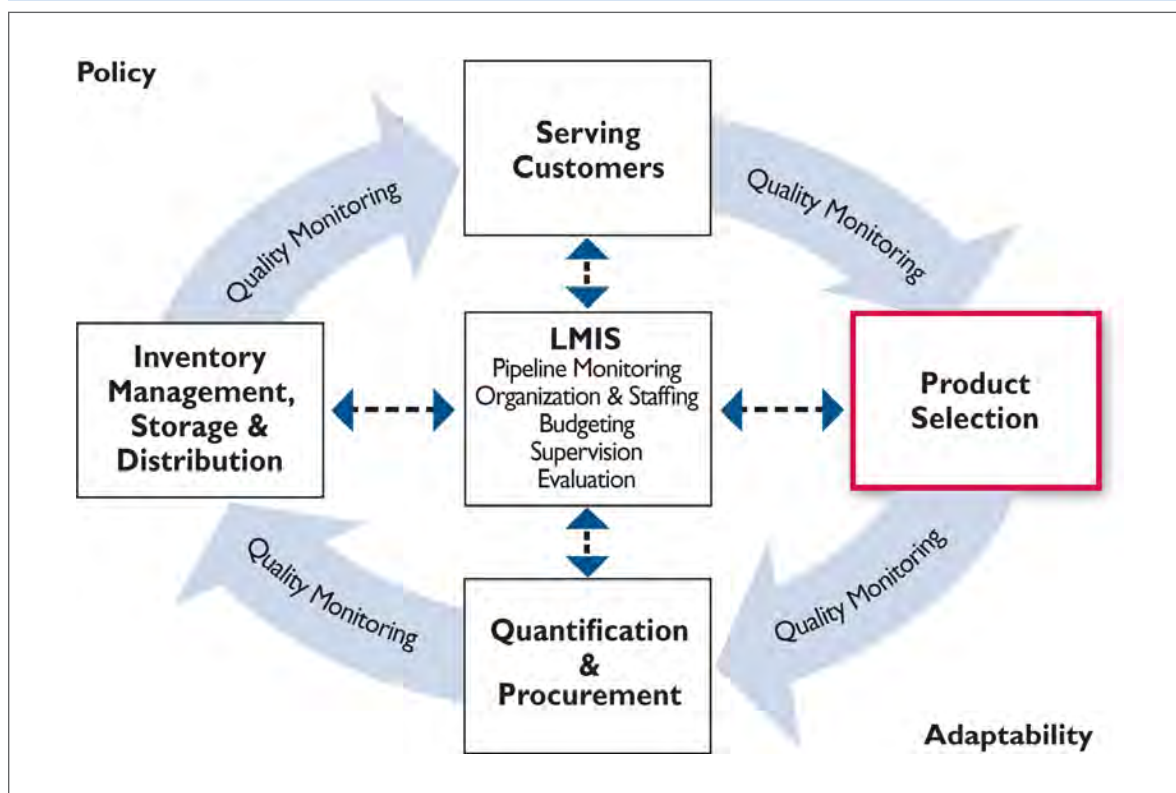 Policy
Serving
Customers
Quality Monitoring
Quality Monitoring
Inventory
Management,
Storage &
Distribution
LMIS
Pipeline Monitoring
Organization & Staffing
Budgeting
Supervision
Evaluation
Product
Selection
Quality Monitoring
Quality Monitoring
Quantification
&
Procurement
Adaptability